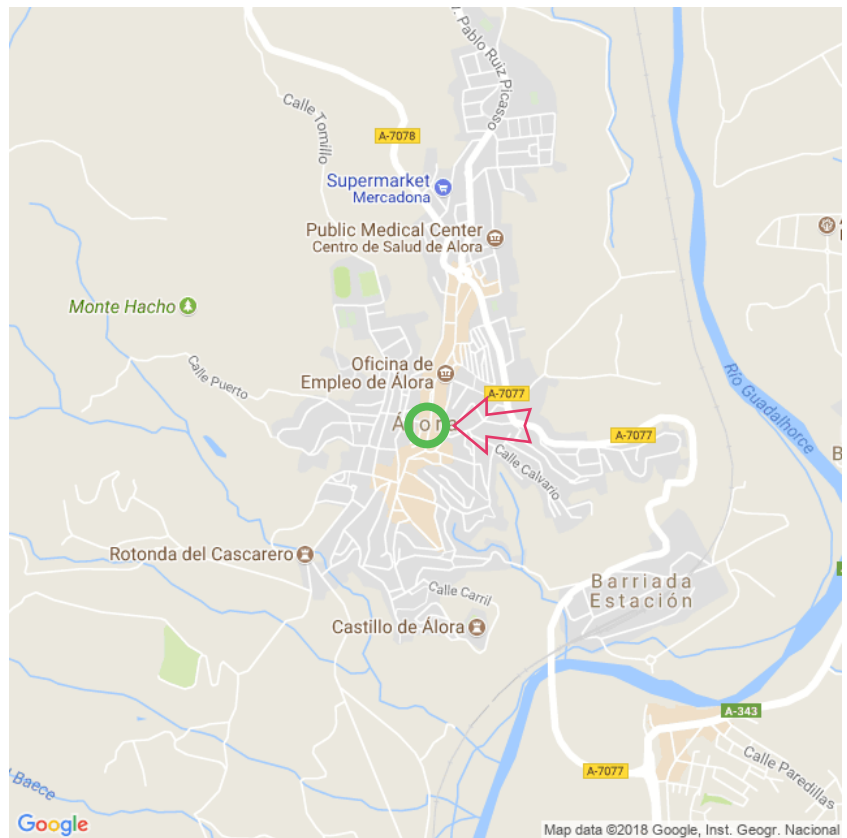 Pablo Ruiz Picasso
Calle Tomillo
A-7078
Supermarket
Mercadona
Public Medical Center
Centro de Salud de Alora
Monte Hacho
Río Guadalhorce
Calle Puerto
Oficina de
Empleo de Álora
A-7077
A-7077
Calle Calvario
Rotonda del Cascarero
Calle Carril
Barriada
Estación
Castillo de Álora
A-343
Calle Paredillas
A-7077
Baece
Google
Map data ©2018 Google, Inst. Geogr. Nacional